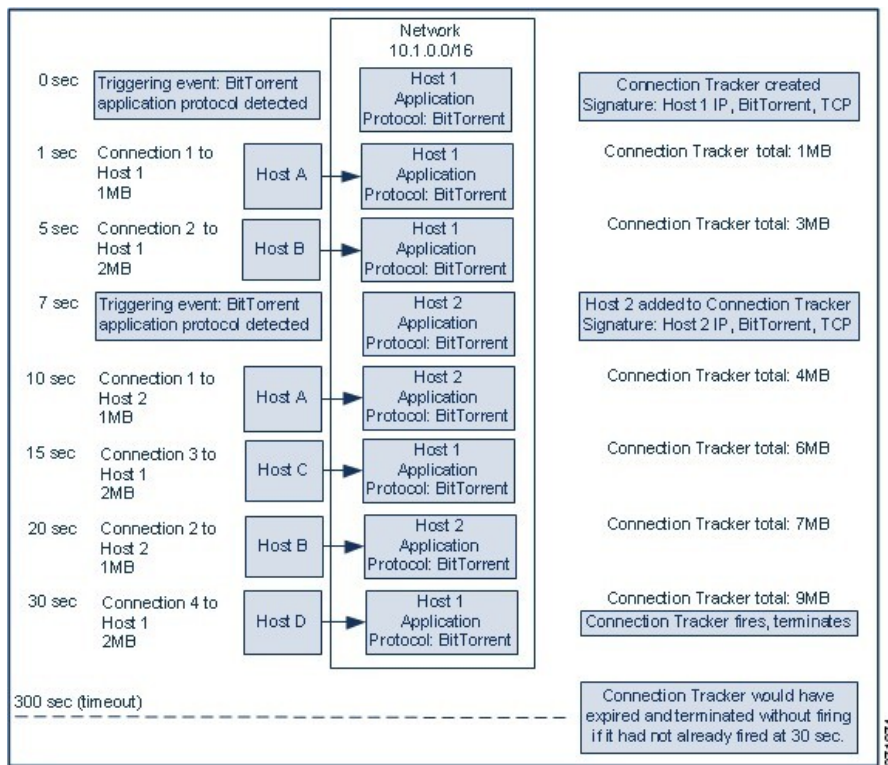 Network
10.1.0.0/16
0 sec
Triggering event: BitTorrent
application protocol detected
Host 1
Application
Protocol: BitTorrent
Connection Tracker created
Signature: Host 1 IP, BitTorrent, TCP
1 sec
Connection 1 to
Host 1
1MB
Host A
Host 1
Application
Protocol: BitTorrent
Connection Tracker total: 1MB
5 sec
Connection 2 to
Host 1
2MB
Host B
Host 1
Application
Protocol: BitTorrent
Connection Tracker total: 3MB
7 sec
Triggering event: BitTorrent
application protocol detected
Host 2
Application
Protocol: BitTorrent
Host 2 added to Connection Tracker
Signature: Host 2 IP, BitTorrent, TCP
10 sec
Connection 1 to
Host 2
1MB
Host A
Host 2
Application
Protocol: BitTorrent
Connection Tracker total: 4MB
15 sec
Connection 3 to
Host 1
2MB
Host C
Host 1
Application
Protocol: BitTorrent
Connection Tracker total: 6MB
20 sec
Connection 2 to
Host 2
1MB
Host B
Host 2
Application
Protocol: BitTorrent
Connection Tracker total: 7MB
30 sec
Connection 4 to
Host 1
2MB
Host D
Host 1
Application
Protocol: BitTorrent
Connection Tracker total: 9MB
Connection Tracker fires, terminates
300 sec (timeout)
Connection Tracker would have
expired and terminated without firing
if it had not already fired at 30 sec.